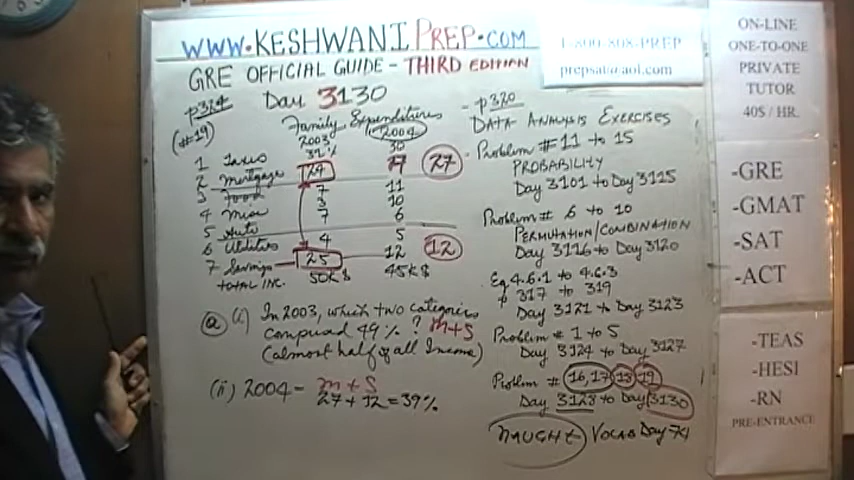 WWW.KESHWANIPREP.COM
GRE OFFICIAL GUIDE - THIRD EDITION
p324 Day 3130
(#19)
Family Expenditures
2003 2004
1 Taxes 31% 30
2 Mortgage 24 27 27
3 Food 7 11
4 Misc 3 10
5 Auto 7 6
6 Utilities 4 5
7 Savings 25 12 12
TOTAL INC. 50K$ 45K$
(a) (i) In 2003, which two categories
comprised 49% ? M+S
(almost half of all Income)
(ii) 2004 - M + S
27 + 12 = 39%
1-800-808-PREP
prepsat@aol.com
- p320
DATA ANALYSIS EXERCISES
Problem #11 to 15
PROBABILITY
Day 3101 to Day 3115
Problem # 6 to 10
PERMUTATION/COMBINATION
Day 3116 to Day 3120
Eg 4.6.1 to 4.6.3
p 317 to 319
Day 3121 to Day 3123
Problem # 1 to 5
Day 3124 to Day 3127
Problem # 16, 17 18 19
Day 3128 to Day 3130
NAUGHT VOCAB Day 74
ON-LINE
ONE-TO-ONE
PRIVATE
TUTOR
40$ / HR.
-GRE
-GMAT
-SAT
-ACT
-TEAS
-HESI
-RN
PRE-ENTRANCE